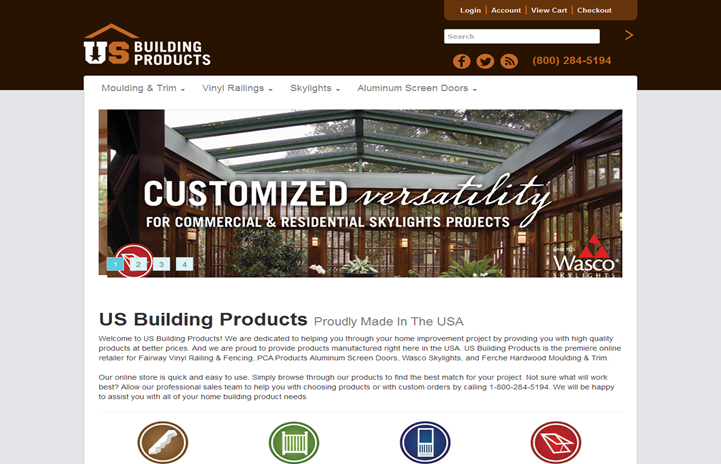 Login | Account | View Cart | Checkout
Search
US BUILDING PRODUCTS
(800) 284-5194
Moulding & Trim Vinyl Railings Skylights Aluminum Screen Doors
CUSTOMIZED versatility
FOR COMMERCIAL & RESIDENTIAL SKYLIGHTS PROJECTS
1 2 3 4
Wasco
SKYLIGHTS
US Building Products Proudly Made In The USA
Welcome to US Building Products! We are dedicated to helping you through your home improvement project by providing you with high quality
products at better prices. And we are proud to provide products manufactured right here in the USA. US Building Products is the premiere online
retailer for Fairway Vinyl Railing & Fencing, PCA Products Aluminum Screen Doors, Wasco Skylights, and Ferche Hardwood Moulding & Trim.
Our online store is quick and easy to use. Simply browse through our products to find the best match for your project. Not sure what will work
best? Allow our professional sales team to help you with choosing products or with custom orders by calling 1-800-284-5194. We will be happy
to assist you with all of your home building product needs.